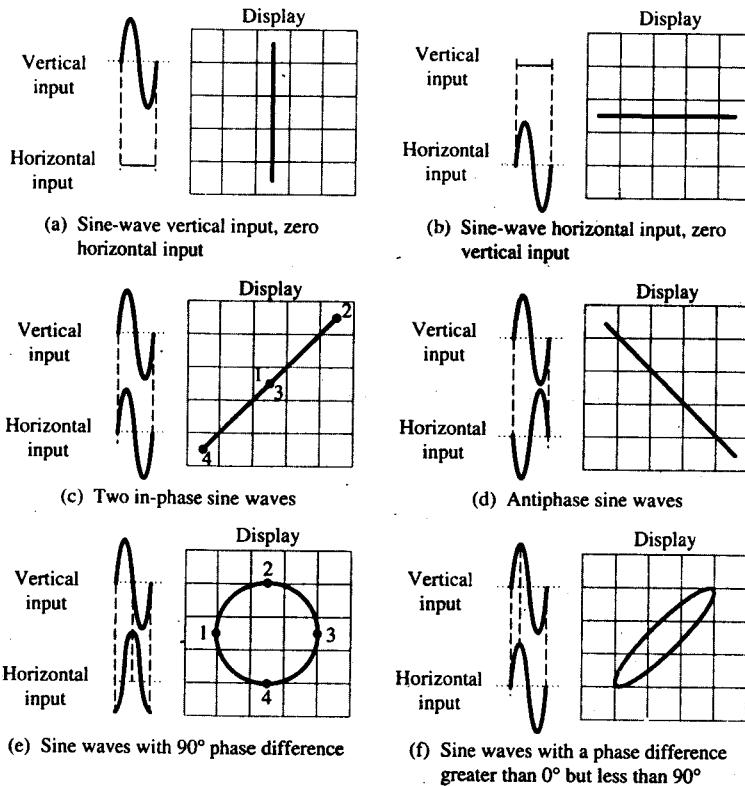 Display
Vertical
input
Horizontal
input
(a) Sine-wave vertical input, zero
horizontal input
Display
Vertical
input
Horizontal
input
(b) Sine-wave horizontal input, zero
vertical input
Display
Vertical
input
Horizontal
input
1
2
3
4
(c) Two in-phase sine waves
Display
Vertical
input
Horizontal
input
(d) Antiphase sine waves
Display
Vertical
input
Horizontal
input
2
1
3
4
(e) Sine waves with 90° phase difference
Display
Vertical
input
Horizontal
input
(f) Sine waves with a phase difference
greater than 0° but less than 90°